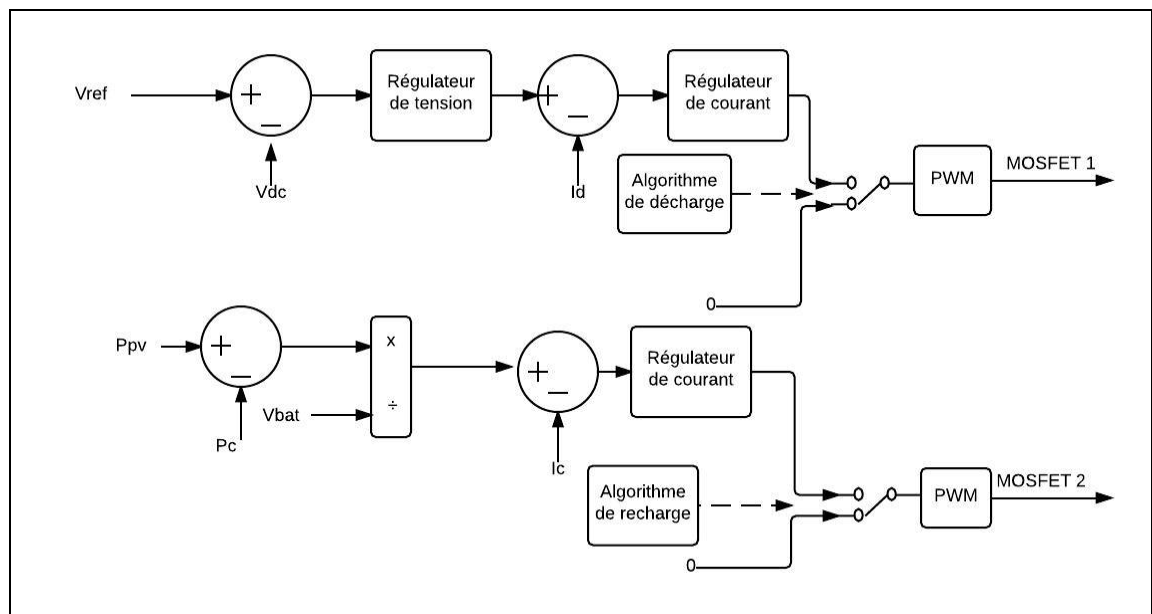 Vref
+
−
Vdc
Régulateur
de tension
+
−
Id
Régulateur
de courant
Algorithme
de décharge
0
PWM
MOSFET 1
Ppv
+
−
Pc
Vbat
x
÷
+
−
Ic
Régulateur
de courant
Algorithme
de recharge
0
PWM
MOSFET 2